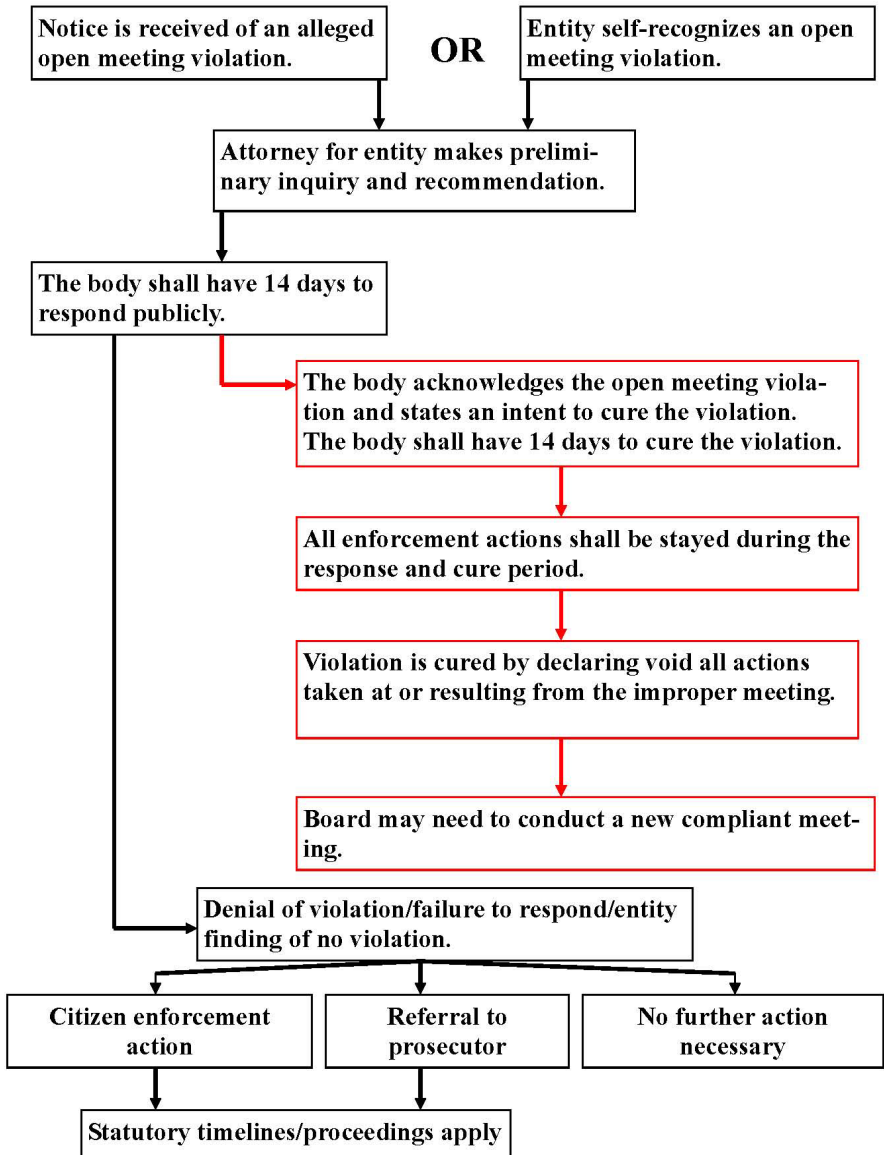 Notice is received of an alleged
open meeting violation.
OR
Entity self-recognizes an open
meeting violation.
Attorney for entity makes prelimi-
nary inquiry and recommendation.
The body shall have 14 days to
respond publicly.
The body acknowledges the open meeting viola-
tion and states an intent to cure the violation.
The body shall have 14 days to cure the violation.
All enforcement actions shall be stayed during the
response and cure period.
Violation is cured by declaring void all actions
taken at or resulting from the improper meeting.
Board may need to conduct a new compliant meet-
ing.
Denial of violation/failure to respond/entity
finding of no violation.
Citizen enforcement
action
Referral to
prosecutor
No further action
necessary
Statutory timelines/proceedings apply